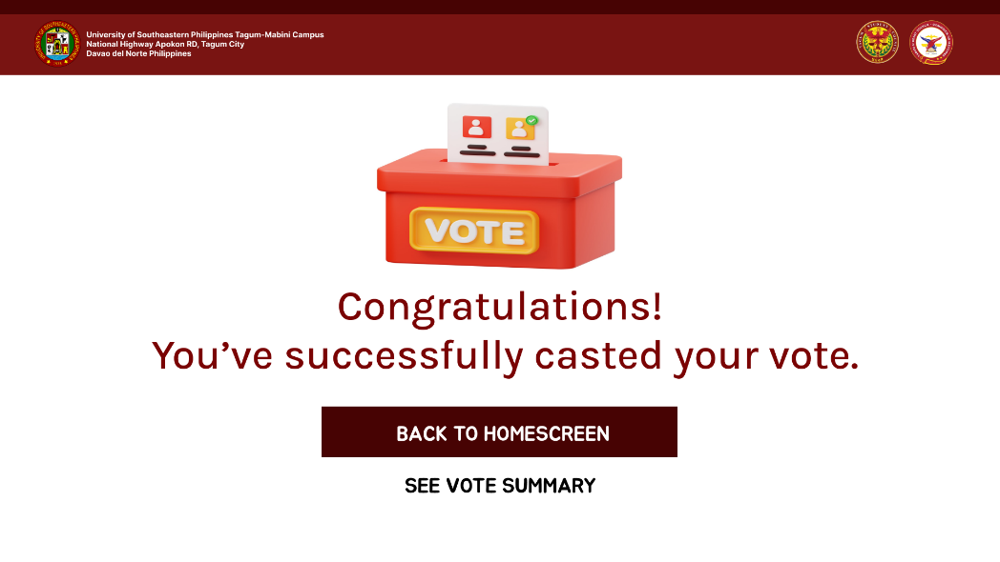 University of Southeastern Philippines Tagum-Mabini Campus
National Highway Apokon RD, Tagum City
Davao del Norte Philippines
VOTE
Congratulations!
You’ve successfully casted your vote.
BACK TO HOMESCREEN
SEE VOTE SUMMARY